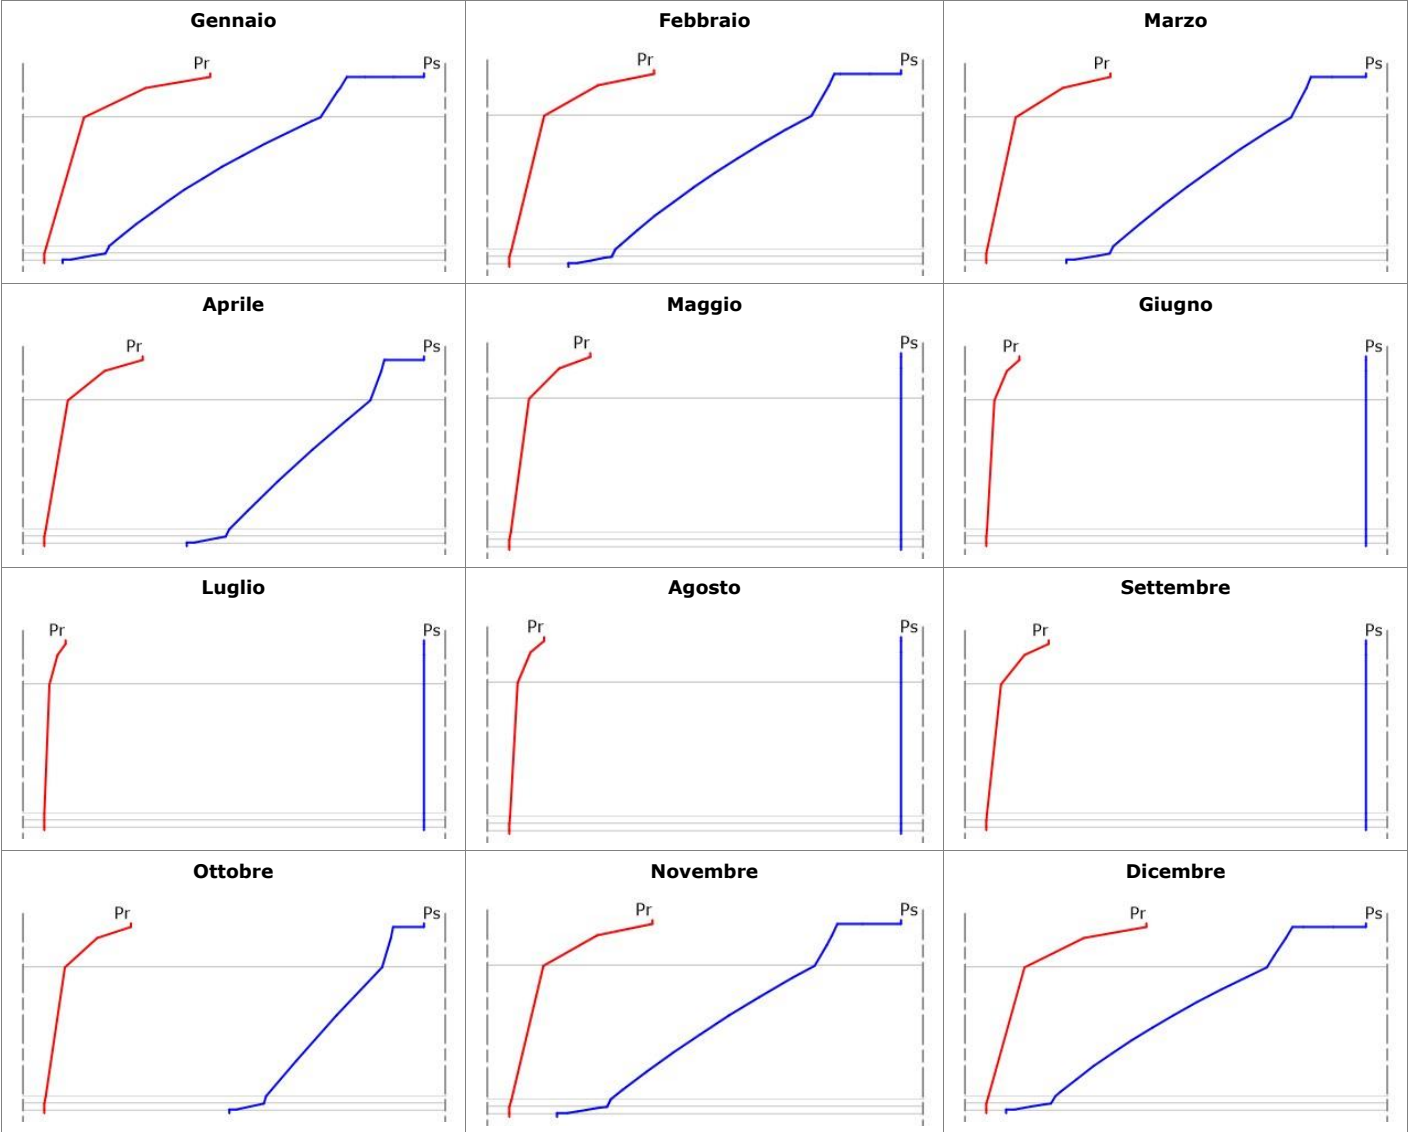 Gennaio
Febbraio
Marzo
Pr
Ps
Pr
Ps
Pr
Ps
Aprile
Maggio
Giugno
Pr
Ps
Pr
Ps
Pr
Ps
Luglio
Agosto
Settembre
Pr
Ps
Pr
Ps
Pr
Ps
Ottobre
Novembre
Dicembre
Pr
Ps
Pr
Ps
Pr
Ps